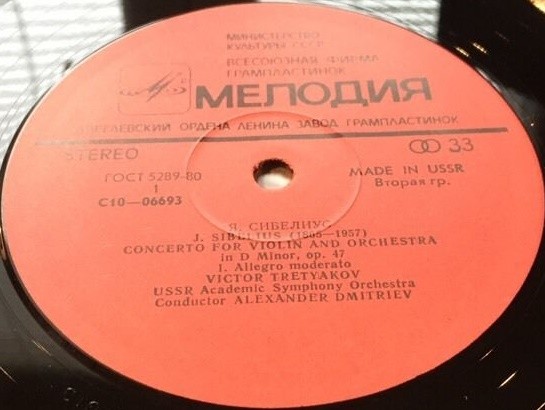 МИНИСТЕРСТВО
КУЛЬТУРЫ СССР
ВСЕСОЮЗНАЯ ФИРМА
ГРАМПЛАСТИНОК
МЕЛОДИЯ
ОРДЕНА ЛЕНИНА ЗАВОД ГРАМПЛАСТИНОК
STEREO
33
ГОСТ 5289-80
MADE IN USSR
1
Вторая гр.
С10—06693
Я. СИБЕЛИУС
J. SIBELIUS (1865—1957)
CONCERTO FOR VIOLIN AND ORCHESTRA
in D Minor, op. 47
1. Allegro moderato
VICTOR TRETYAKOV
USSR Academic Symphony Orchestra
Conductor ALEXANDER DMITRIEV